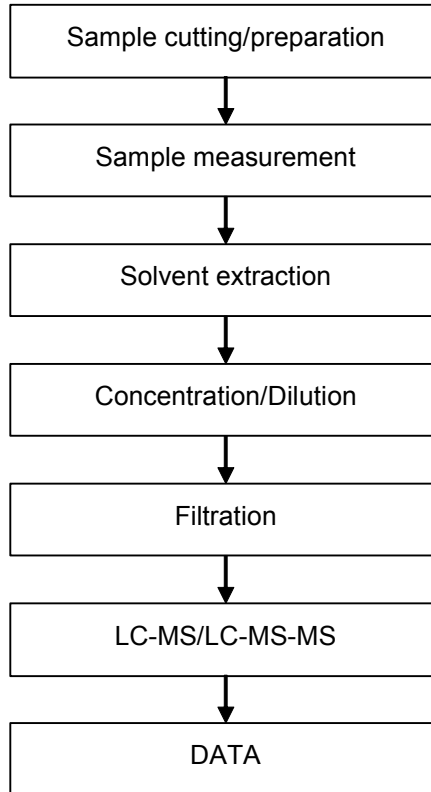 Sample cutting/preparation
Sample measurement
Solvent extraction
Concentration/Dilution
Filtration
LC-MS/LC-MS-MS
DATA